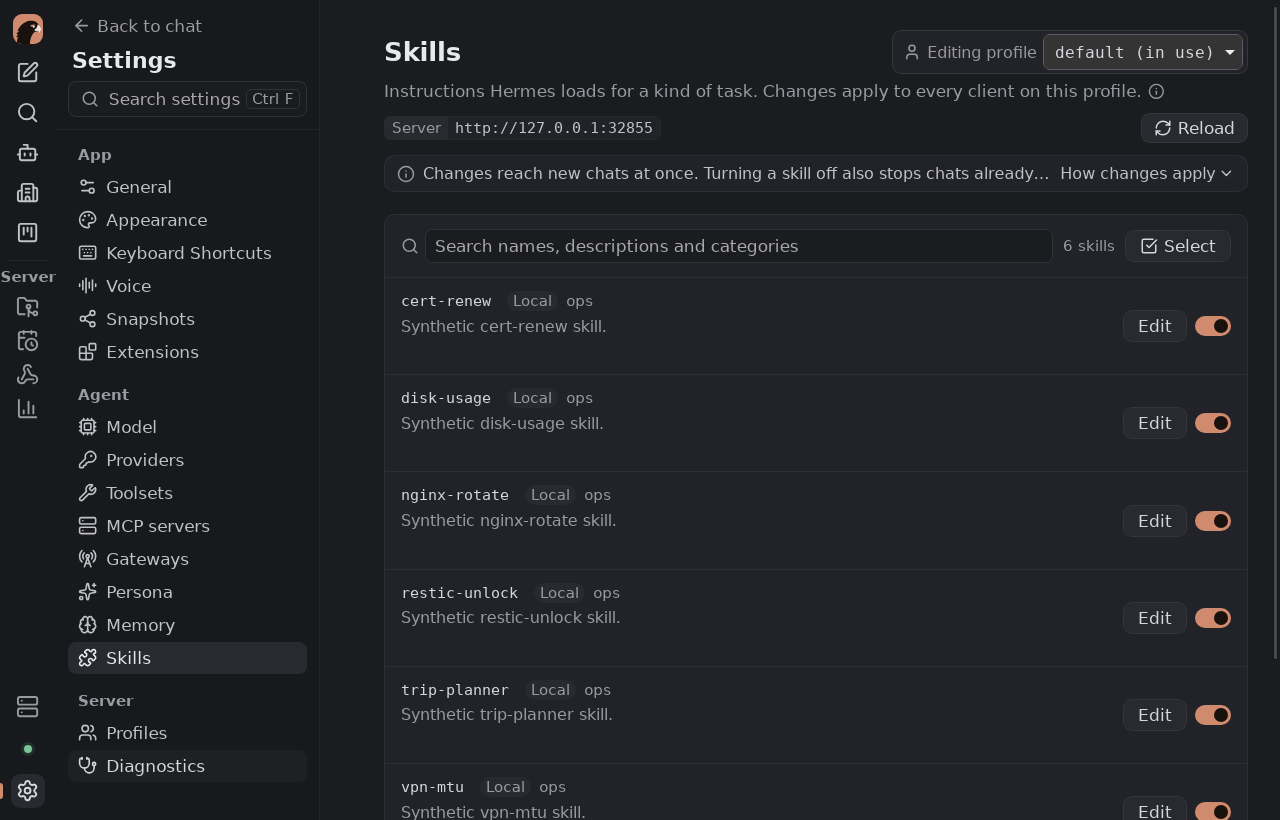 Back to chat
Settings
Search settings Ctrl F
App
General
Appearance
Keyboard Shortcuts
Voice
Snapshots
Extensions
Agent
Model
Providers
Toolsets
MCP servers
Gateways
Persona
Memory
Skills
Server
Profiles
Diagnostics
Server
Skills
Editing profile default (in use)
Instructions Hermes loads for a kind of task. Changes apply to every client on this profile.
Server http://127.0.0.1:32855
Reload
Changes reach new chats at once. Turning a skill off also stops chats already… How changes apply
Search names, descriptions and categories 6 skills Select
cert-renew Local ops
Synthetic cert-renew skill.
Edit
disk-usage Local ops
Synthetic disk-usage skill.
Edit
nginx-rotate Local ops
Synthetic nginx-rotate skill.
Edit
restic-unlock Local ops
Synthetic restic-unlock skill.
Edit
trip-planner Local ops
Synthetic trip-planner skill.
Edit
vpn-mtu Local ops
Synthetic vpn-mtu skill.
Edit